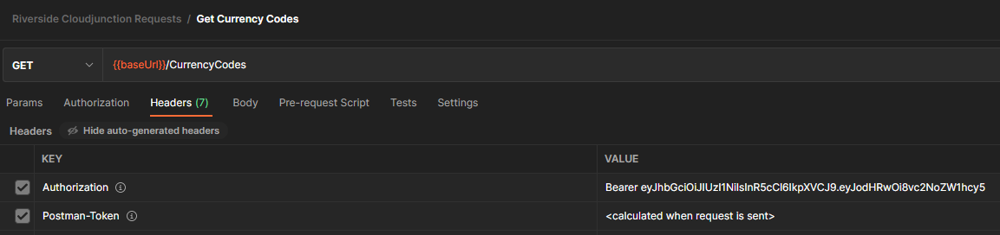 Riverside Cloudjunction Requests / Get Currency Codes
GET {{baseUrl}}/CurrencyCodes
Params Authorization Headers (7) Body Pre-request Script Tests Settings
Headers Hide auto-generated headers
KEY VALUE
Authorization Bearer eyJhbGciOiJIUzI1NiIsInR5cCI6IkpXVCJ9.eyJodHRwOi8vc2NoZW1hcy5
Postman-Token <calculated when request is sent>